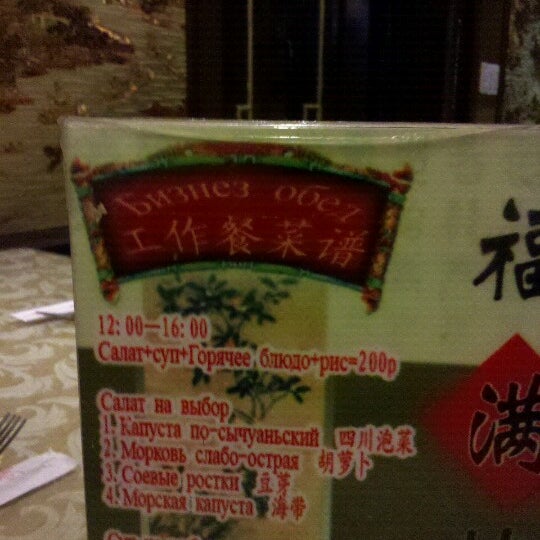 Бизнез обед
工作餐菜谱
12:00—16:00
Салат+суп+Горячее блюдо+рис=200р
Салат на выбор
1. Капуста по-сычуаньский 四川泡菜
2. Морковь слабо-острая 胡萝卜
3. Соевые ростки 豆芽
4. Морская капуста 海带
福
满